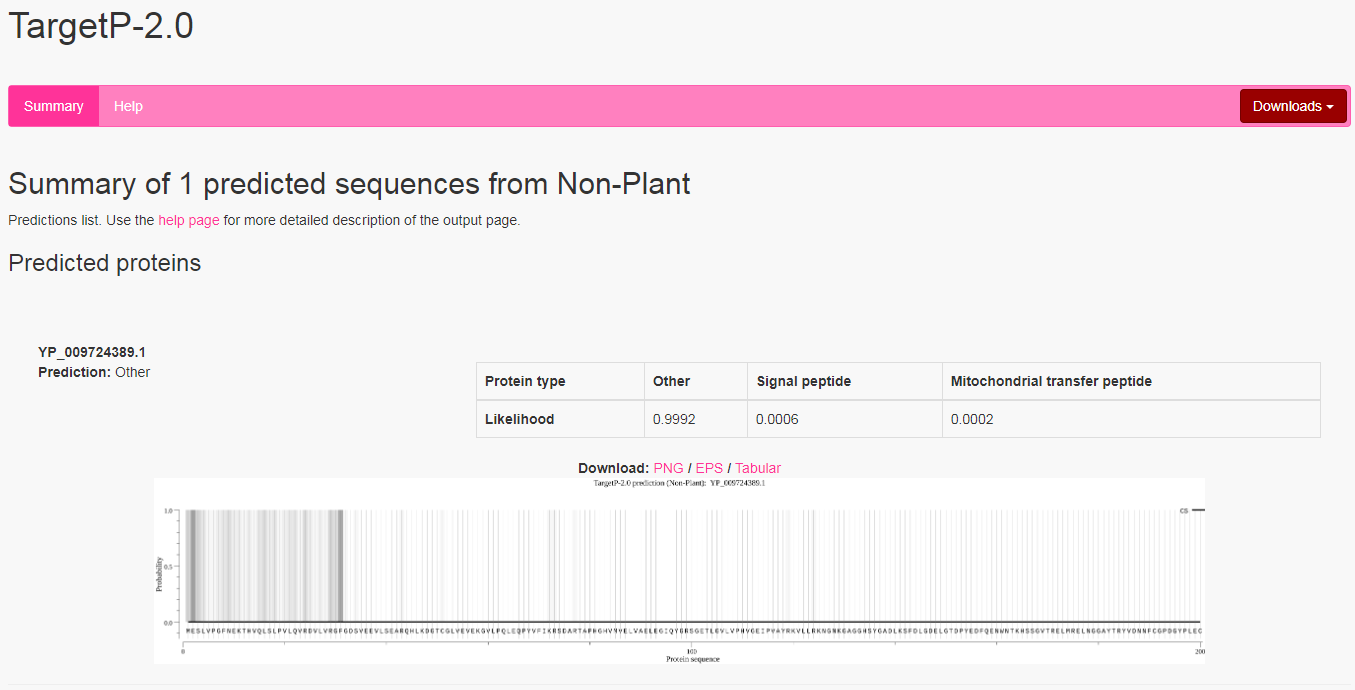 TargetP-2.0
Summary Help Downloads
Summary of 1 predicted sequences from Non-Plant
Predictions list. Use the help page for more detailed description of the output page.
Predicted proteins
YP_009724389.1
Prediction: Other
Protein type Other Signal peptide Mitochondrial transfer peptide
Likelihood 0.9992 0.0006 0.0002
Download: PNG / EPS / Tabular
TargetP-2.0 prediction (Non-Plant): YP_009724389.1
CS
1.0
0.5
0.0
Probability
0 100 200
Protein sequence